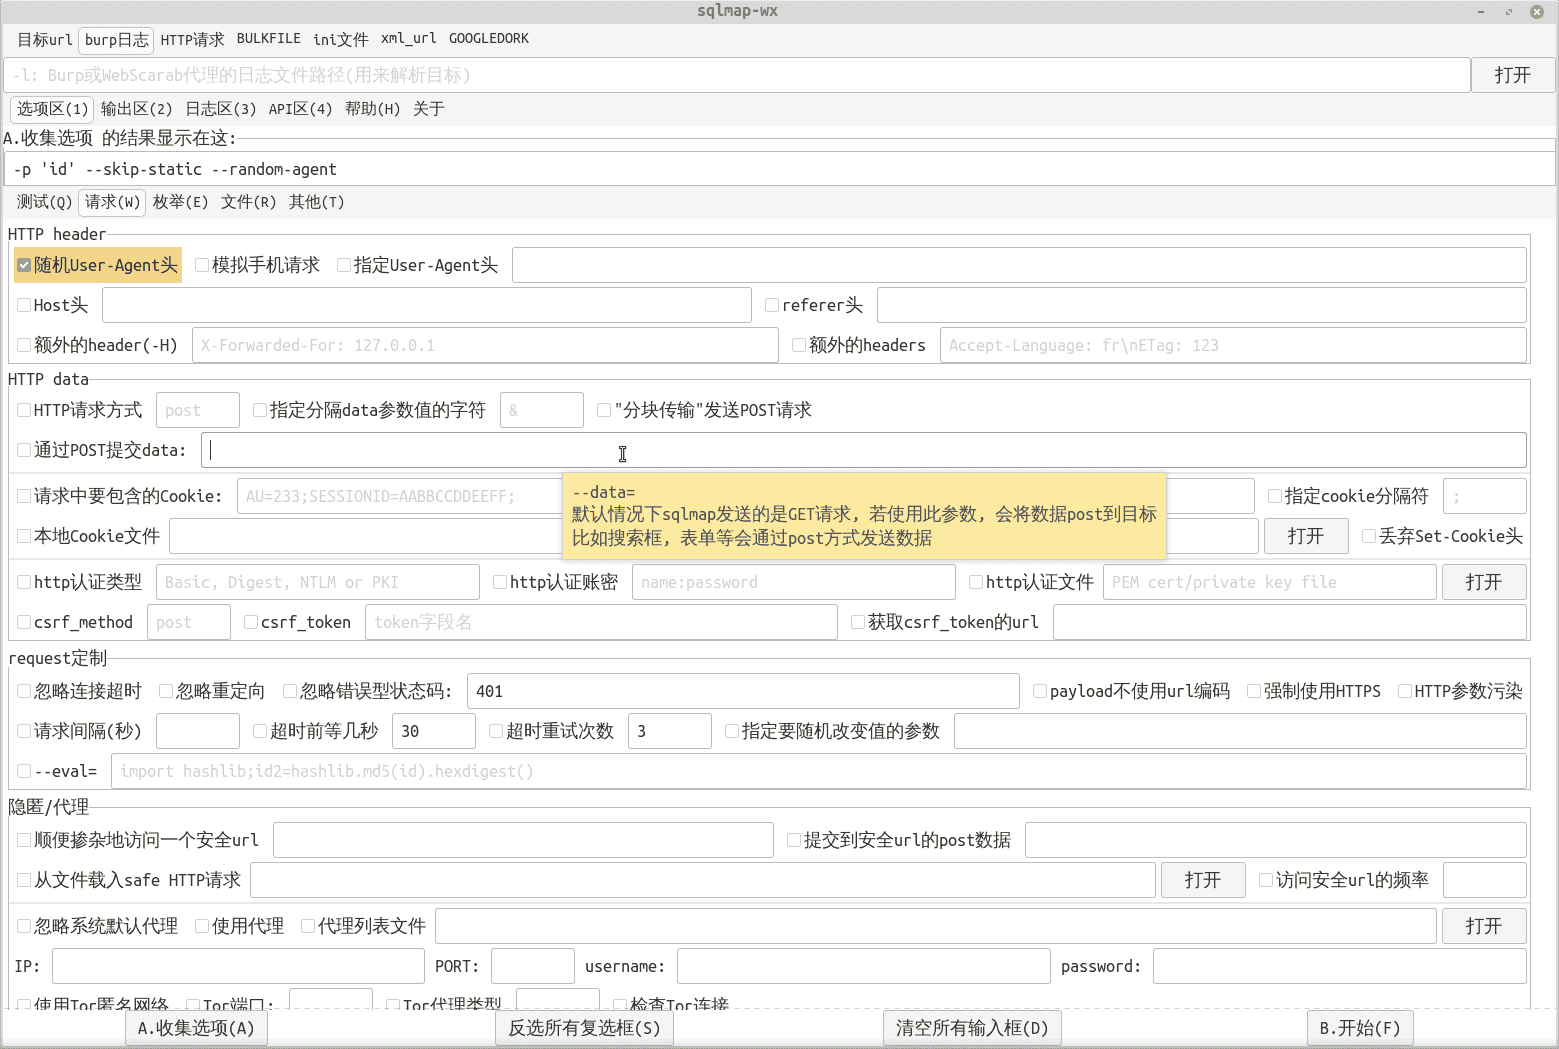 sqlmap-wx
目标url burp日志 HTTP请求 BULKFILE ini文件 xml_url GOOGLEDORK
-l: Burp或WebScarab代理的日志文件路径(用来解析目标) 打开
选项区(1) 输出区(2) 日志区(3) API区(4) 帮助(H) 关于
A.收集选项 的结果显示在这:
-p 'id' --skip-static --random-agent
测试(Q) 请求(W) 枚举(E) 文件(R) 其他(T)
HTTP header
随机User-Agent头 模拟手机请求 指定User-Agent头
Host头 referer头
额外的header(-H) X-Forwarded-For: 127.0.0.1 额外的headers Accept-Language: fr\nETag: 123
HTTP data
HTTP请求方式 post 指定分隔data参数值的字符 & "分块传输"发送POST请求
通过POST提交data:
--data=
默认情况下sqlmap发送的是GET请求, 若使用此参数, 会将数据post到目标
比如搜索框, 表单等会通过post方式发送数据
请求中要包含的Cookie: AU=233;SESSIONID=AABBCCDDEEFF; 指定cookie分隔符 ;
本地Cookie文件 打开 丢弃Set-Cookie头
http认证类型 Basic, Digest, NTLM or PKI http认证账密 name:password http认证文件 PEM cert/private key file 打开
csrf_method post csrf_token token字段名 获取csrf_token的url
request定制
忽略连接超时 忽略重定向 忽略错误型状态码: 401 payload不使用url编码 强制使用HTTPS HTTP参数污染
请求间隔(秒) 超时前等几秒 30 超时重试次数 3 指定要随机改变值的参数
--eval= import hashlib;id2=hashlib.md5(id).hexdigest()
隐匿/代理
顺便掺杂地访问一个安全url 提交到安全url的post数据
从文件载入safe HTTP请求 打开 访问安全url的频率
忽略系统默认代理 使用代理 代理列表文件 打开
IP: PORT: username: password:
使用Tor匿名网络 Tor端口: Tor代理类型 检查Tor连接
A.收集选项(A) 反选所有复选框(S) 清空所有输入框(D) B.开始(F)